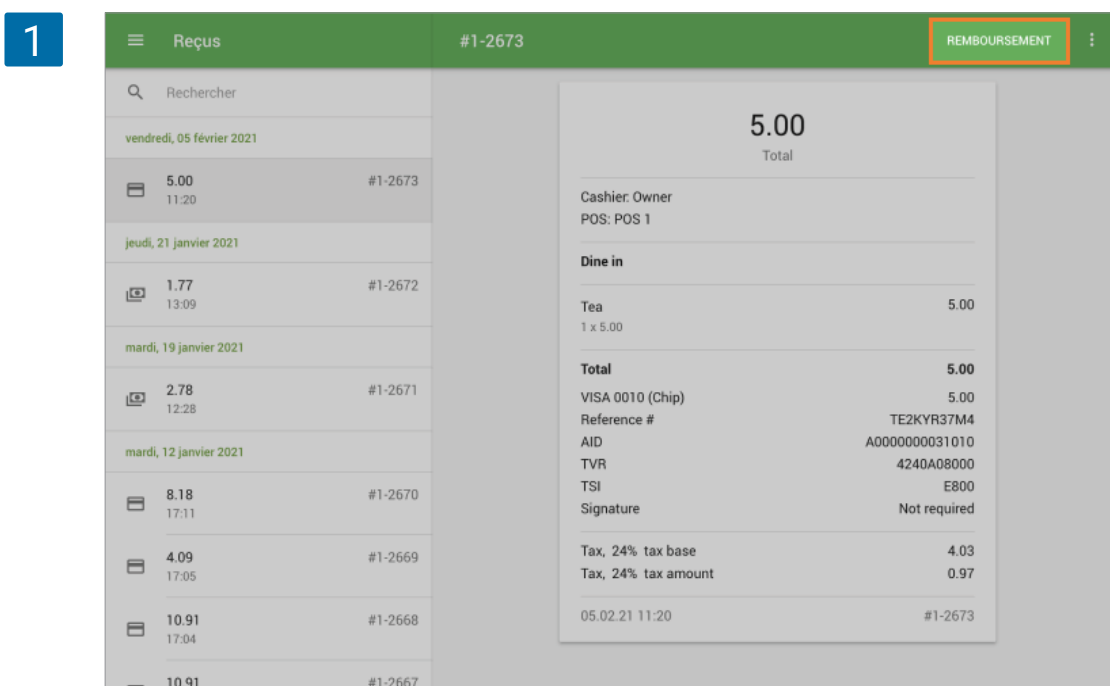 1
Reçus
#1-2673
REMBOURSEMENT
Rechercher
vendredi, 05 février 2021
5.00 #1-2673
11:20
jeudi, 21 janvier 2021
1.77 #1-2672
13:09
mardi, 19 janvier 2021
2.78 #1-2671
12:28
mardi, 12 janvier 2021
8.18 #1-2670
17:11
4.09 #1-2669
17:05
10.91 #1-2668
17:04
10.91 #1-2667
5.00
Total
Cashier: Owner
POS: POS 1
Dine in
Tea 5.00
1 x 5.00
Total 5.00
VISA 0010 (Chip) 5.00
Reference # TE2KYR37M4
AID A0000000031010
TVR 4240A08000
TSI E800
Signature Not required
Tax, 24% tax base 4.03
Tax, 24% tax amount 0.97
05.02.21 11:20 #1-2673